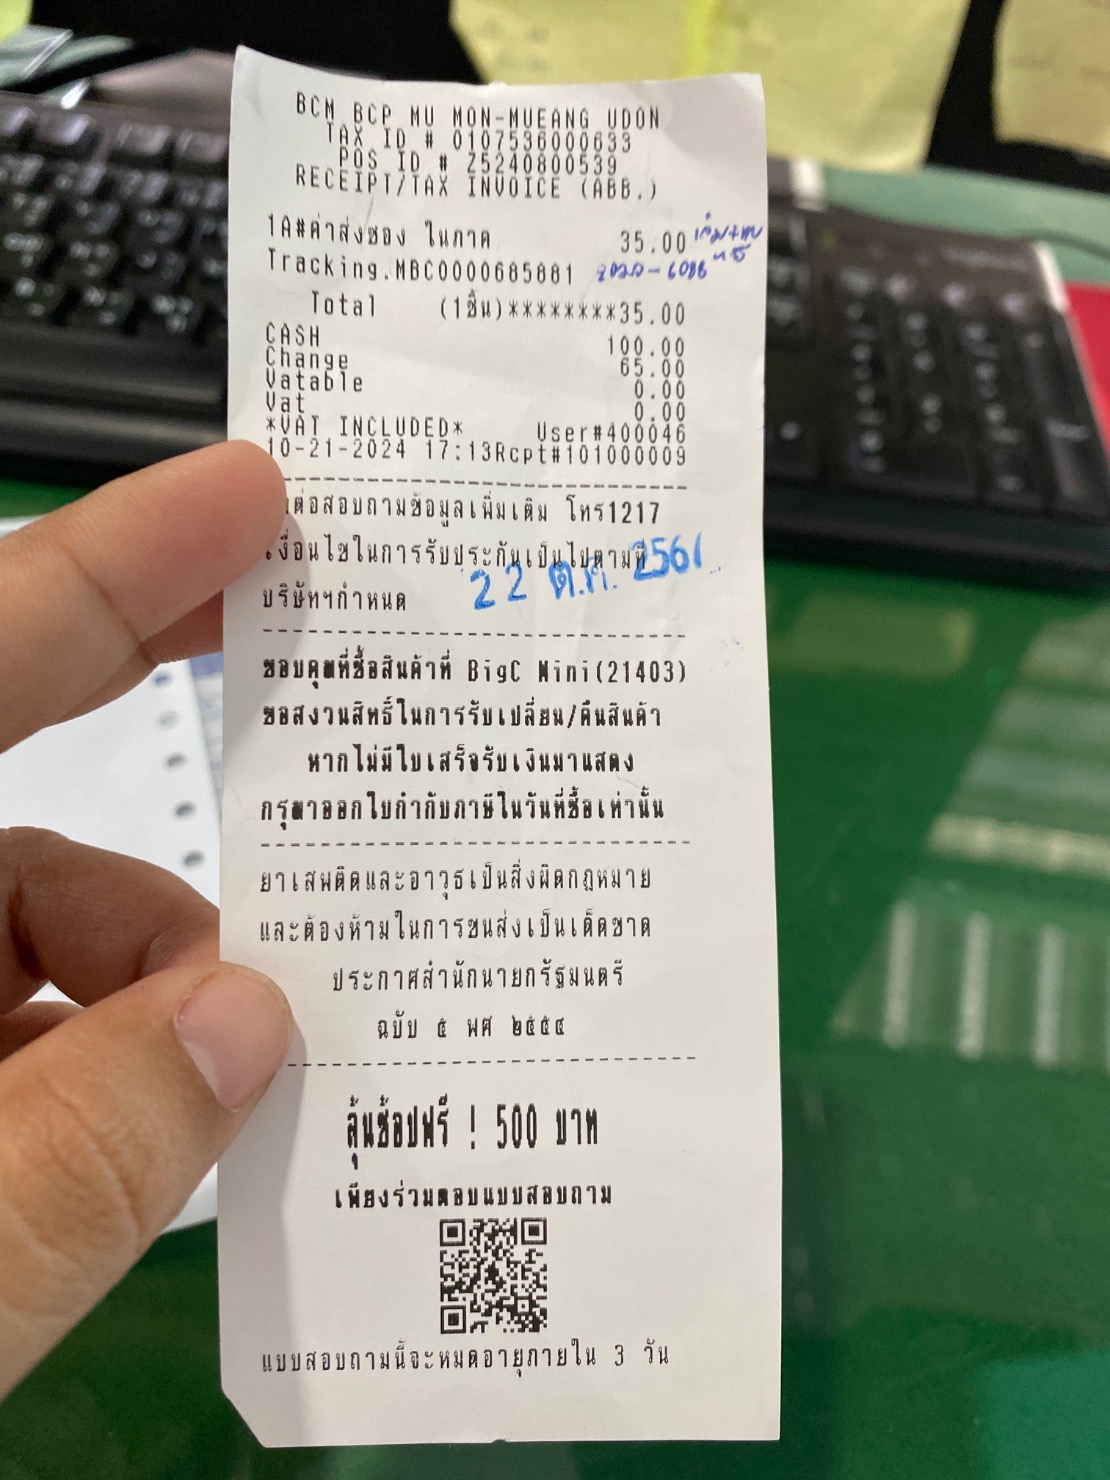 BCM BCP MU MON-MUEANG UDON
TAX ID # 0107536000633
POS ID # Z5240800539
RECEIPT/TAX INVOICE (ABB.)
1A#ค่าส่งของ ในภาค 35.00
Tracking.MBC0000685881
Total (1ชิ้น)********35.00
CASH 100.00
Change 65.00
Vatable 0.00
Vat 0.00
*VAT INCLUDED* User#400046
10-21-2024 17:13Rcpt#101000009
ต่อสอบถามข้อมูลเพิ่มเติม โทร1217
เงื่อนไขในการรับประกันเป็นไปตามที่
บริษัทฯกำหนด
22 ต.ค. 2567
ขอบคุณที่ซื้อสินค้าที่ BigC Mini(21403)
ขอสงวนสิทธิ์ในการรับเปลี่ยน/คืนสินค้า
หากไม่มีใบเสร็จรับเงินมาแสดง
กรุณาออกใบกำกับภาษีในวันที่ซื้อเท่านั้น
ยาเสพติดและอาวุธเป็นสิ่งผิดกฎหมาย
และต้องห้ามในการขนส่งเป็นเด็ดขาด
ประกาศสำนักนายกรัฐมนตรี
ฉบับ ๕ พศ ๒๕๕๔
ลุ้นช้อปฟรี ! 500 บาท
เพียงร่วมตอบแบบสอบถาม
แบบสอบถามนี้จะหมดอายุภายใน 3 วัน